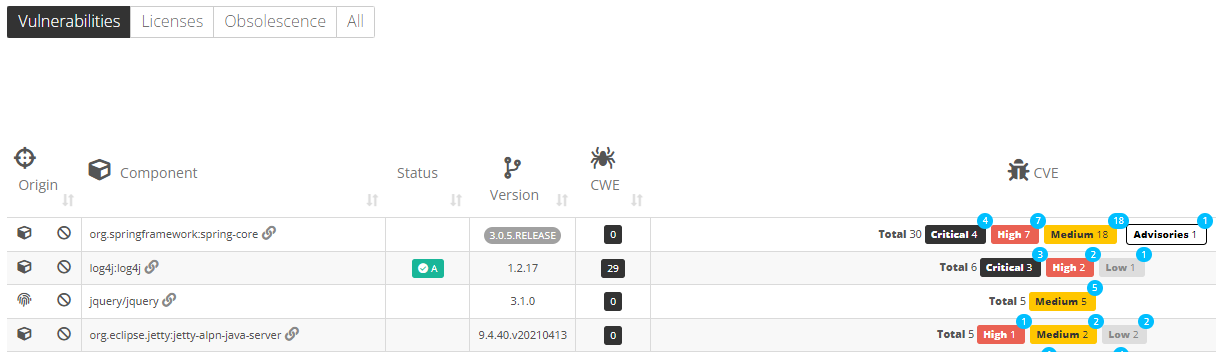 Vulnerabilities Licenses Obsolescence All
Origin Component Status Version CWE CVE
4 7 18 1
org.springframework:spring-core 3.0.5.RELEASE 0 Total 30 Critical 4 High 7 Medium 18 Advisories 1
3 2 1
log4j:log4j A 1.2.17 29 Total 6 Critical 3 High 2 Low 1
5
jquery/jquery 3.1.0 0 Total 5 Medium 5
1 2 2
org.eclipse.jetty:jetty-alpn-java-server 9.4.40.v20210413 0 Total 5 High 1 Medium 2 Low 2